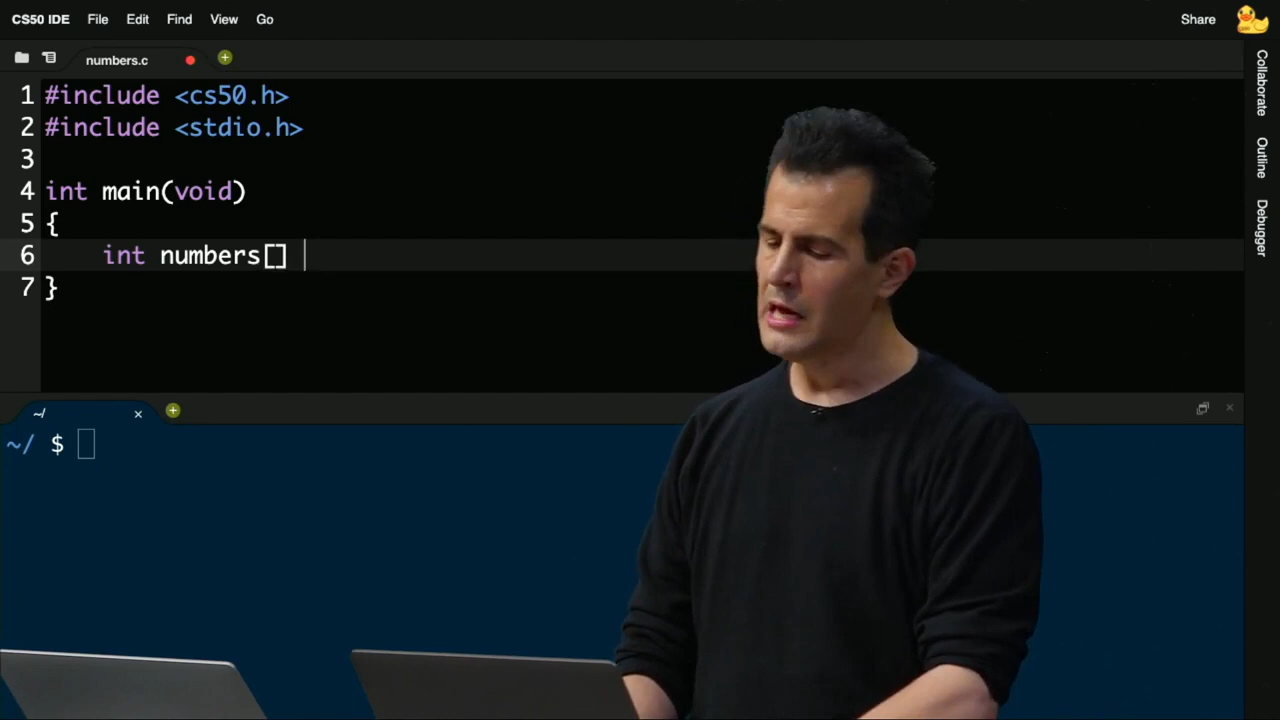 CS50 IDE File Edit Find View Go Share
numbers.c
1 #include <cs50.h>
2 #include <stdio.h>
3
4 int main(void)
5 {
6     int numbers[]
7 }
~/
~/ $
Collaborate
Outline
Debugger